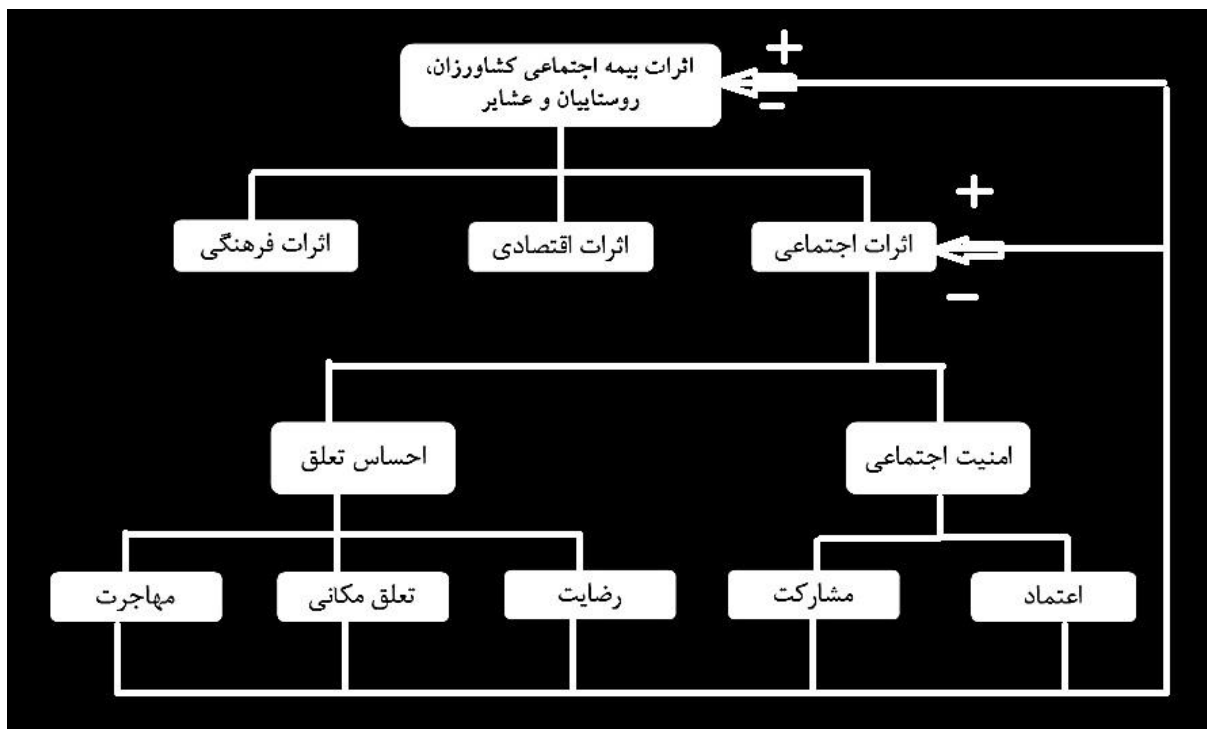 اثرات بیمه اجتماعی کشاورزان،
روستاییان و عشایر
+
−
اثرات اجتماعی
اثرات اقتصادی
اثرات فرهنگی
+
−
امنیت اجتماعی
احساس تعلق
اعتماد
مشارکت
رضایت
تعلق مکانی
مهاجرت